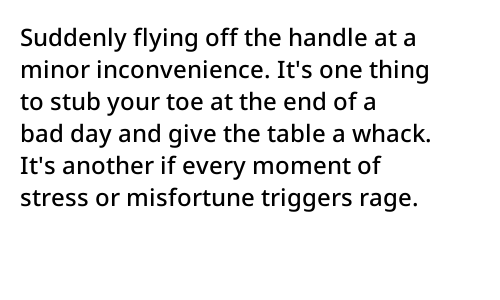 Suddenly flying off the handle at a
minor inconvenience. It's one thing
to stub your toe at the end of a
bad day and give the table a whack.
It's another if every moment of
stress or misfortune triggers rage.